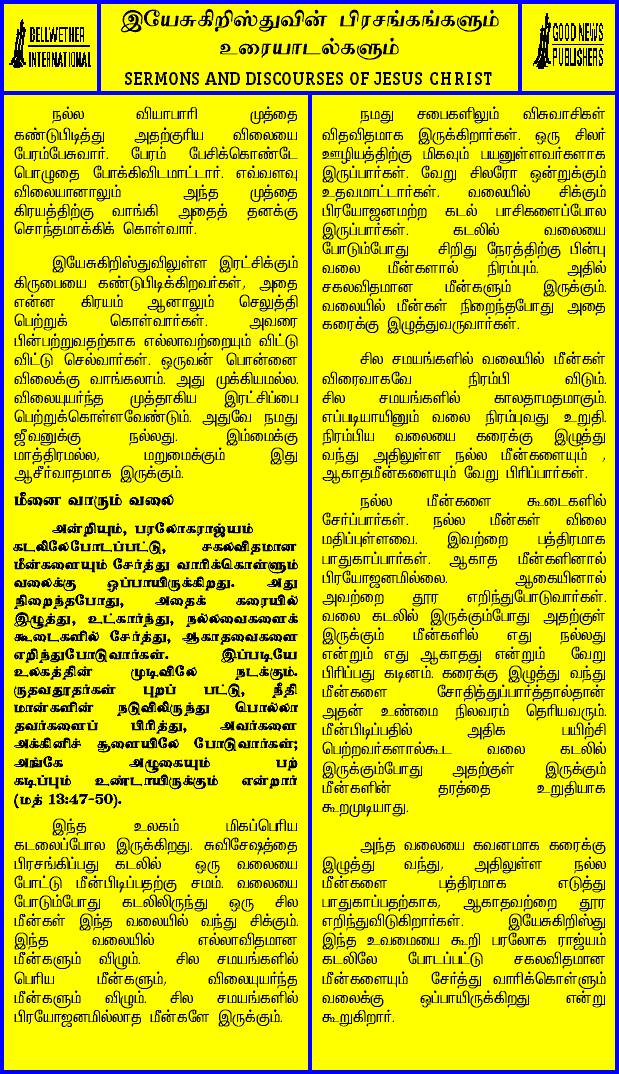 BELLWETHER
INTERNATIONAL
இயேசுகிறிஸ்துவின் பிரசங்கங்களும்
உரையாடல்களும்
SERMONS AND DISCOURSES OF JESUS CHRIST
GOOD NEWS
PUBLISHERS
நல்ல வியாபாரி முத்தை
கண்டுபிடித்து அதற்குரிய விலையை
பேரம்பேசுவார். பேரம் பேசிக்கொண்டே
பொழுதை போக்கிவிடமாட்டார். எவ்வளவு
விலையானாலும் அந்த முத்தை
கிரயத்திற்கு வாங்கி அதைத் தனக்கு
சொந்தமாக்கிக் கொள்வார்.
இயேசுகிறிஸ்துவிலுள்ள இரட்சிக்கும்
கிருபையை கண்டுபிடிக்கிறவர்கள், அதை
என்ன கிரயம் ஆனாலும் செலுத்தி
பெற்றுக் கொள்வார்கள். அவரை
பின்பற்றுவதற்காக எல்லாவற்றையும் விட்டு
விட்டு செல்வார்கள். ஒருவன் பொன்னை
விலைக்கு வாங்கலாம். அது முக்கியமல்ல.
விலையுயர்ந்த முத்தாகிய இரட்சிப்பை
பெற்றுக்கொள்ளவேண்டும். அதுவே நமது
ஜீவனுக்கு நல்லது. இம்மைக்கு
மாத்திரமல்ல, மறுமைக்கும் இது
ஆசீர்வாதமாக இருக்கும்.
மீனை வாரும் வலை
அன்றியும், பரலோகராஜ்யம்
கடலிலேபோடப்பட்டு, சகலவிதமான
மீன்களையும் சேர்த்து வாரிக்கொள்ளும்
வலைக்கு ஒப்பாயிருக்கிறது. அது
நிறைந்தபோது, அதைக் கரையில்
இழுத்து, உட்கார்ந்து, நல்லவைகளைக்
கூடைகளில் சேர்த்து, ஆகாதவைகளை
எறிந்துபோடுவார்கள். இப்படியே
உலகத்தின் முடிவிலே நடக்கும்.
ருதவதூதர்கள் புறப் பட்டு, நீதி
மான்களின் நடுவிலிருந்து பொல்லா
தவர்களைப் பிரித்து, அவர்களை
அக்கினிச் சூளையிலே போடுவார்கள்;
அங்கே அழுகையும் பற்
கடிப்பும் உண்டாயிருக்கும் என்றார்
(மத் 13:47-50).
இந்த உலகம் மிகப்பெரிய
கடலைப்போல இருக்கிறது. சுவிசேஷத்தை
பிரசங்கிப்பது கடலில் ஒரு வலையை
போட்டு மீன்பிடிப்பதற்கு சமம். வலையை
போடும்போது கடலிலிருந்து ஒரு சில
மீன்கள் இந்த வலையில் வந்து சிக்கும்.
இந்த வலையில் எல்லாவிதமான
மீன்களும் விழும். சில சமயங்களில்
பெரிய மீன்களும், விலையுயர்ந்த
மீன்களும் விழும். சில சமயங்களில்
பிரயோஜனமில்லாத மீன்களே இருக்கும்.
நமது சபைகளிலும் விசுவாசிகள்
விதவிதமாக இருக்கிறார்கள். ஒரு சிலர்
ஊழியத்திற்கு மிகவும் பயனுள்ளவர்களாக
இருப்பார்கள். வேறு சிலரோ ஒன்றுக்கும்
உதவமாட்டார்கள். வலையில் சிக்கும்
பிரயோஜனமற்ற கடல் பாசிகளைப்போல
இருப்பார்கள். கடலில் வலையை
போடும்போது சிறிது நேரத்திற்கு பின்பு
வலை மீன்களால் நிரம்பும். அதில்
சகலவிதமான மீன்களும் இருக்கும்.
வலையில் மீன்கள் நிறைந்தபோது அதை
கரைக்கு இழுத்துவருவார்கள்.
சில சமயங்களில் வலையில் மீன்கள்
விரைவாகவே நிரம்பி விடும்.
சில சமயங்களில் காலதாமதமாகும்.
எப்படியாயினும் வலை நிரம்புவது உறுதி.
நிரம்பிய வலையை கரைக்கு இழுத்து
வந்து அதிலுள்ள நல்ல மீன்களையும் ,
ஆகாதமீன்களையும் வேறு பிரிப்பார்கள்.
நல்ல மீன்களை கூடைகளில்
சேர்ப்பார்கள். நல்ல மீன்கள் விலை
மதிப்புள்ளவை. இவற்றை பத்திரமாக
பாதுகாப்பார்கள். ஆகாத மீன்களினால்
பிரயோஜனமில்லை. ஆகையினால்
அவற்றை தூர எறிந்துபோடுவார்கள்.
வலை கடலில் இருக்கும்போது அதற்குள்
இருக்கும் மீன்களில் எது நல்லது
என்றும் எது ஆகாதது என்றும் வேறு
பிரிப்பது கடினம். கரைக்கு இழுத்து வந்து
மீன்களை சோதித்துப்பார்த்தால்தான்
அதன் உண்மை நிலவரம் தெரியவரும்.
மீன்பிடிப்பதில் அதிக பயிற்சி
பெற்றவர்களால்கூட வலை கடலில்
இருக்கும்போது அதற்குள் இருக்கும்
மீன்களின் தரத்தை உறுதியாக
கூறமுடியாது.
அந்த வலையை கவனமாக கரைக்கு
இழுத்து வந்து, அதிலுள்ள நல்ல
மீன்களை பத்திரமாக எடுத்து
பாதுகாப்பதற்காக, ஆகாதவற்றை தூர
எறிந்துவிடுகிறார்கள். இயேசுகிறிஸ்து
இந்த உவமையை கூறி பரலோக ராஜ்யம்
கடலிலே போடப்பட்டு சகலவிதமான
மீன்களையும் சேர்த்து வாரிக்கொள்ளும்
வலைக்கு ஒப்பாயிருக்கிறது என்று
கூறுகிறார்.